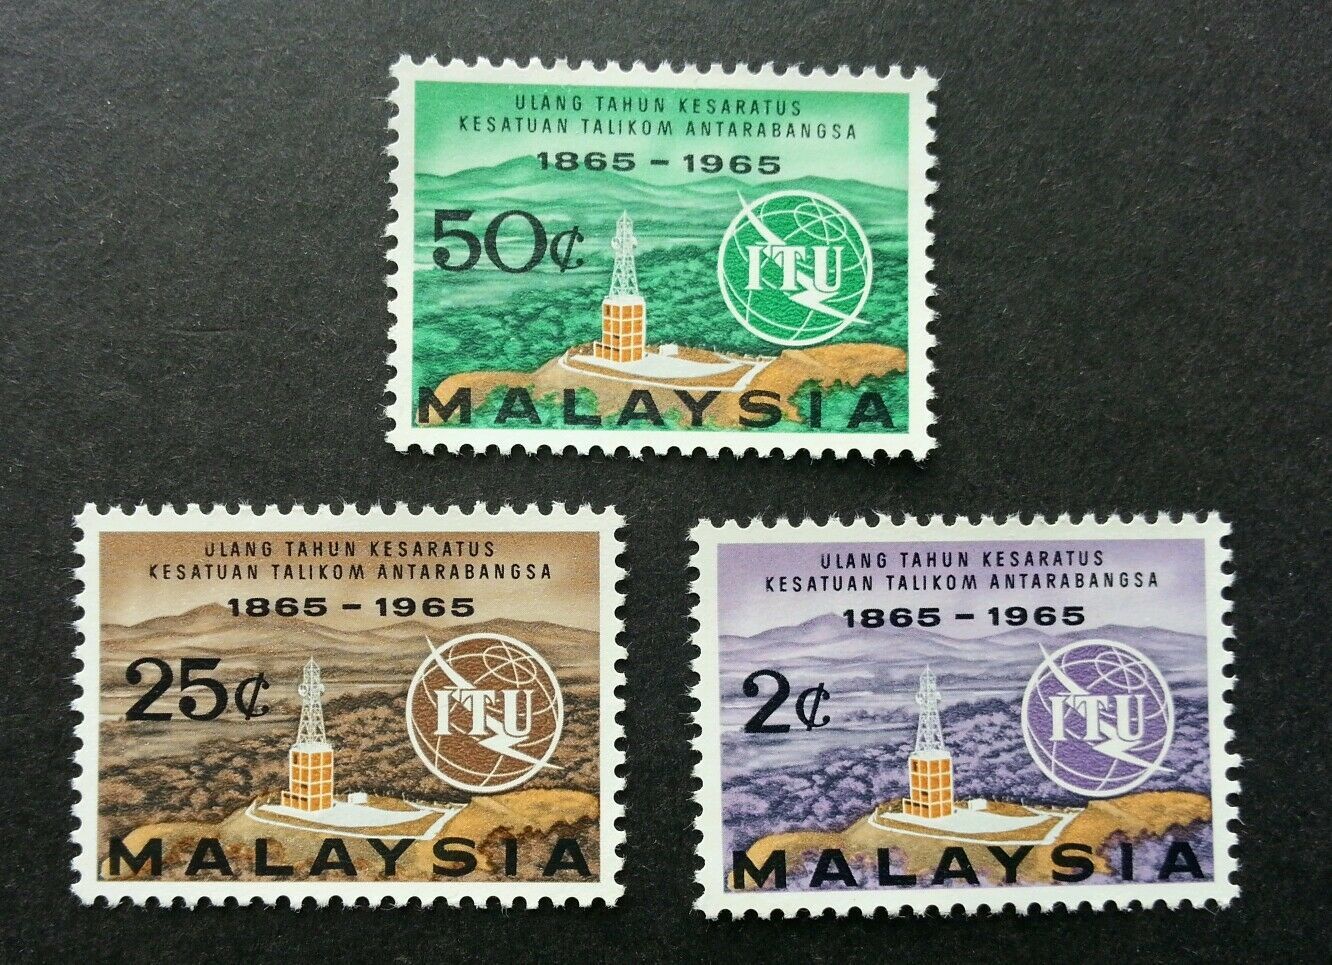 ULANG TAHUN KESARATUS
KESATUAN TALIKOM ANTARABANGSA
1865 - 1965
50¢
ITU
MALAYSIA
ULANG TAHUN KESARATUS
KESATUAN TALIKOM ANTARABANGSA
1865 - 1965
25¢
ITU
MALAYSIA
ULANG TAHUN KESARATUS
KESATUAN TALIKOM ANTARABANGSA
1865 - 1965
2¢
ITU
MALAYSIA